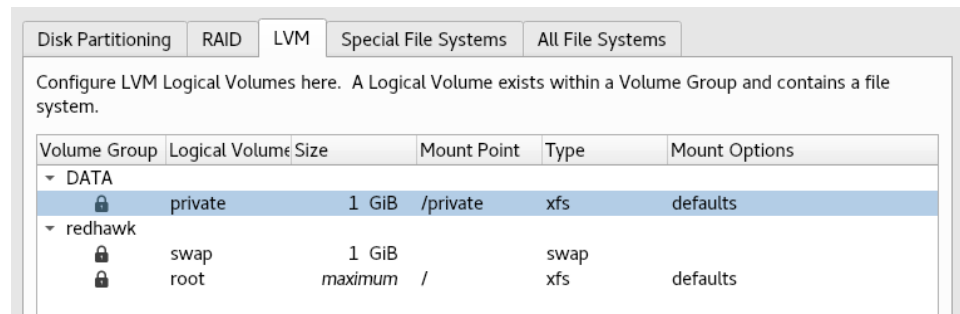 Disk Partitioning RAID LVM Special File Systems All File Systems
Configure LVM Logical Volumes here. A Logical Volume exists within a Volume Group and contains a file
system.
Volume Group Logical Volume Size Mount Point Type Mount Options
DATA
private 1 GiB /private xfs defaults
redhawk
swap 1 GiB swap
root maximum / xfs defaults